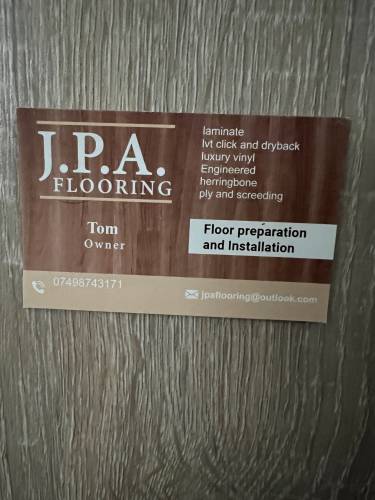 J.P.A.
FLOORING
Tom
Owner
07498743171
laminate
lvt click and dryback
luxury vinyl
Engineered
herringbone
ply and screeding
Floor preparation
and Installation
jpaflooring@outlook.com